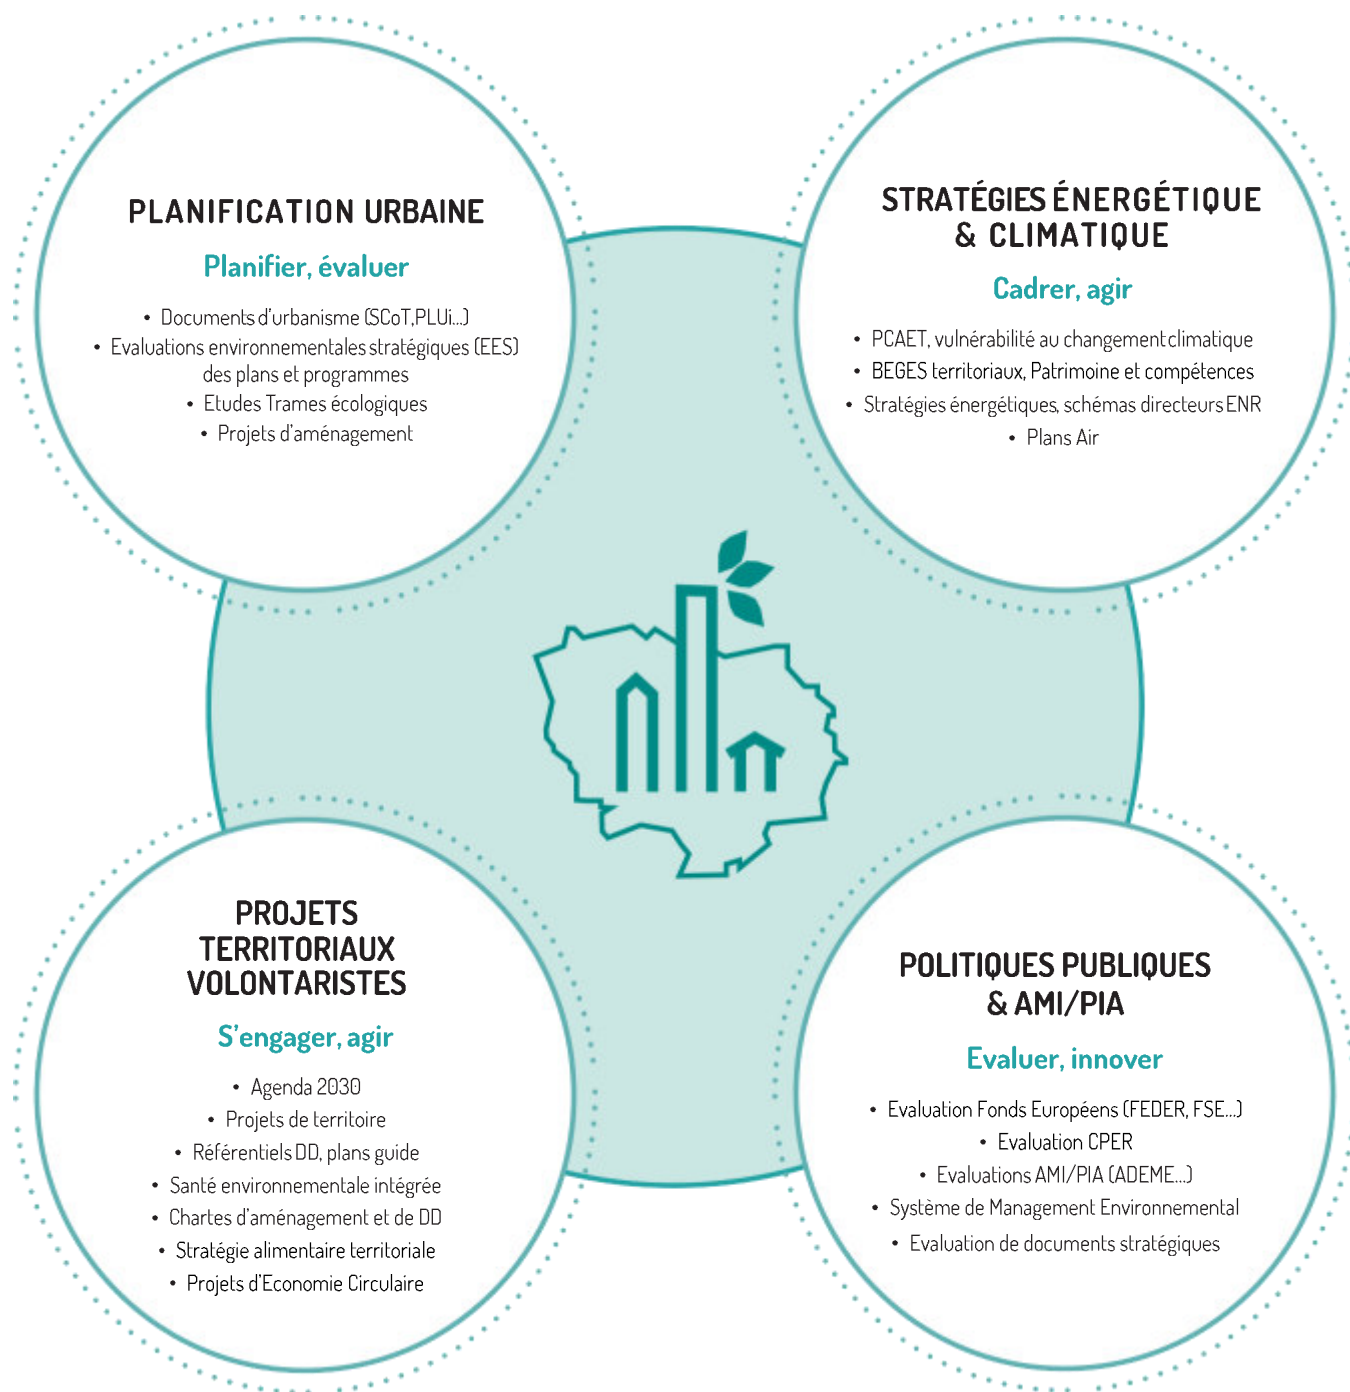 PLANIFICATION URBAINE
Planifier, évaluer
• Documents d'urbanisme (SCoT,PLUi...)
• Evaluations environnementales stratégiques (EES)
des plans et programmes
• Etudes Trames écologiques
• Projets d'aménagement
STRATÉGIES ÉNERGÉTIQUE
& CLIMATIQUE
Cadrer, agir
• PCAET, vulnérabilité au changement climatique
• BEGES territoriaux, Patrimoine et compétences
• Stratégies énergétiques, schémas directeurs ENR
• Plans Air
PROJETS
TERRITORIAUX
VOLONTARISTES
S'engager, agir
• Agenda 2030
• Projets de territoire
• Référentiels DD, plans guide
• Santé environnementale intégrée
• Chartes d'aménagement et de DD
• Stratégie alimentaire territoriale
• Projets d'Economie Circulaire
POLITIQUES PUBLIQUES
& AMI/PIA
Evaluer, innover
• Evaluation Fonds Européens (FEDER, FSE...)
• Evaluation CPER
• Evaluations AMI/PIA (ADEME...)
• Système de Management Environnemental
• Evaluation de documents stratégiques